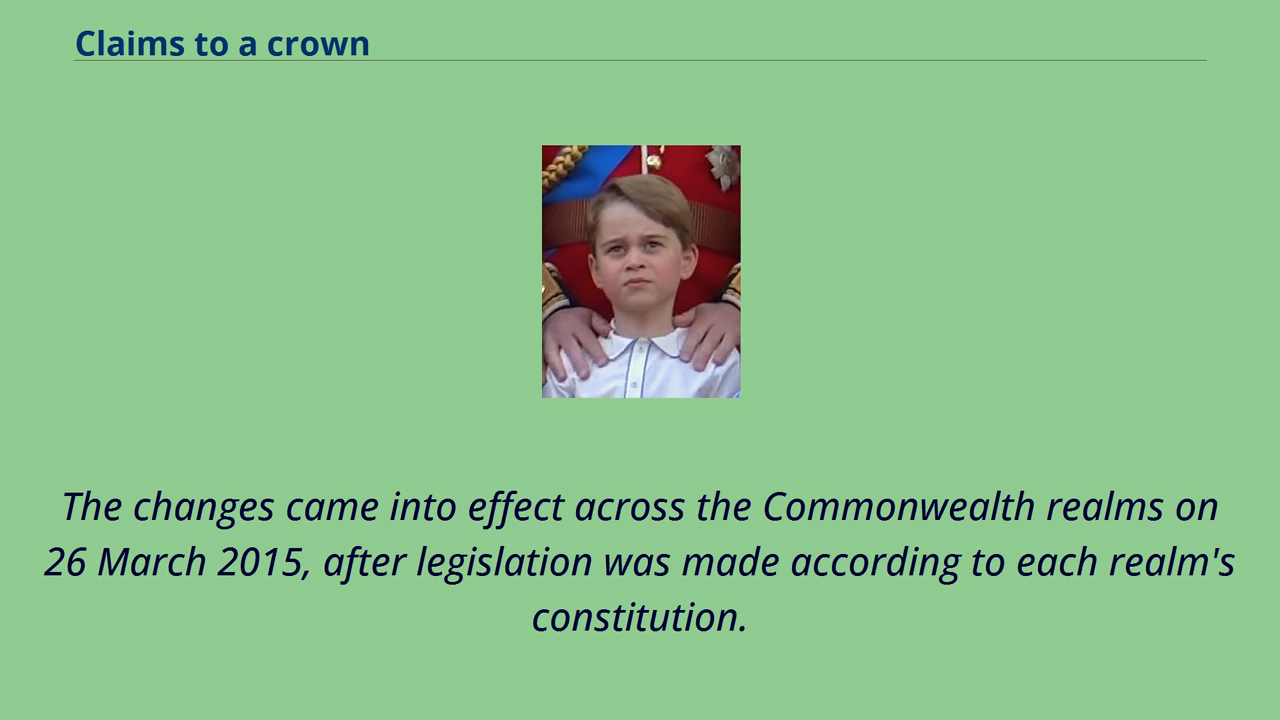 Claims to a crown
The changes came into effect across the Commonwealth realms on
26 March 2015, after legislation was made according to each realm's
constitution.